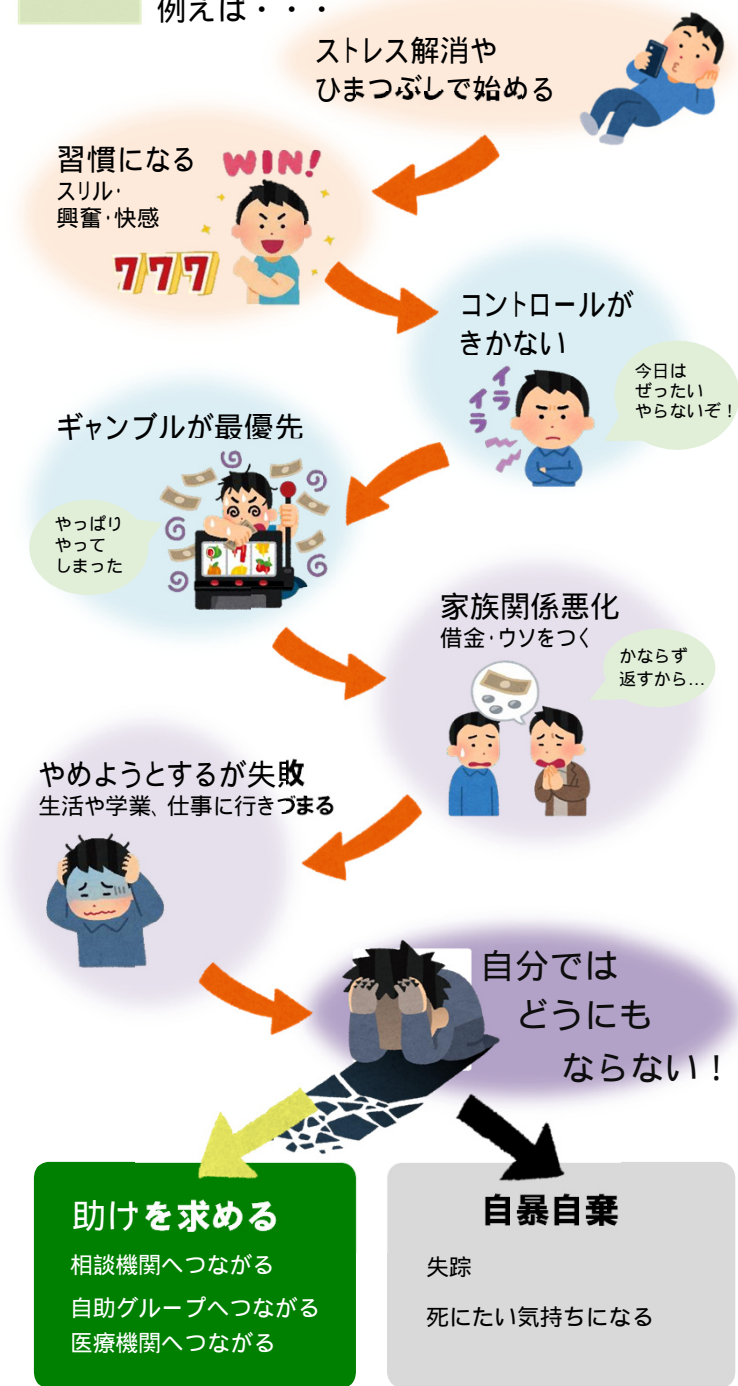 例えば・・・
ストレス解消や
ひまつぶしで始める
習慣になる
スリル・
興奮・快感
WIN!
777
コントロールが
きかない
イライラ
今日は
ぜったい
やらないぞ！
ギャンブルが最優先
やっぱり
やって
しまった
家族関係悪化
借金・ウソをつく
かならず
返すから…
やめようとするが失敗
生活や学業、仕事に行きづまる
自分では
どうにも
ならない！
助けを求める
相談機関へつながる
自助グループへつながる
医療機関へつながる
自暴自棄
失踪
死にたい気持ちになる